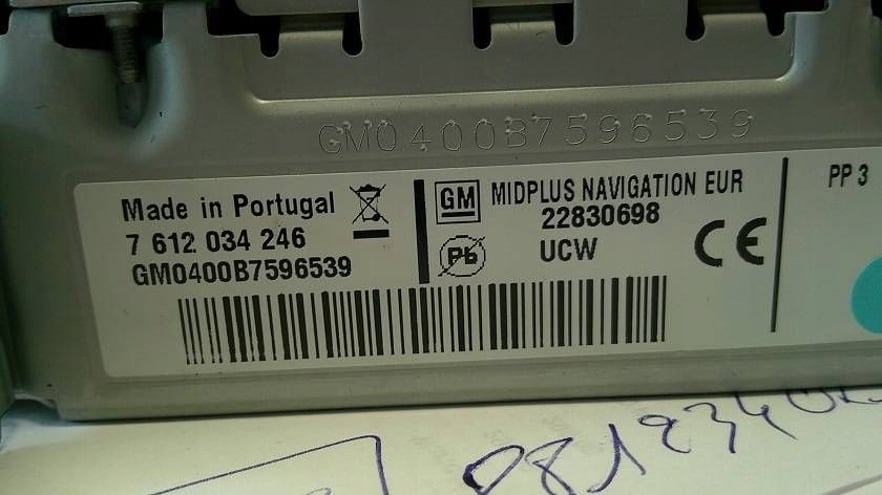 GM0400B7596539
Made in Portugal
7 612 034 246
GM0400B7596539
GM MIDPLUS NAVIGATION EUR
22830698
Pb UCW
CE
PP 3